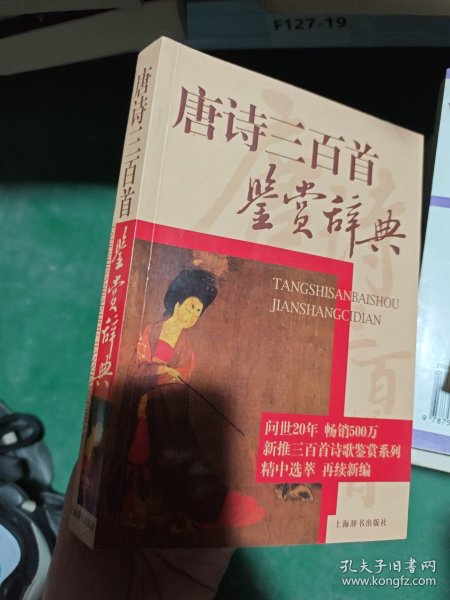 F127-19
唐诗三百首
鉴赏辞典
唐诗三百首
鉴赏辞典
TANGSHISANBAISHOU
JIANSHANGCIDIAN
问世20年 畅销500万
新推三百首诗歌鉴赏系列
精中选萃 再续新编
上海辞书出版社
9"787
孔夫子旧书网
www.kongfz.com